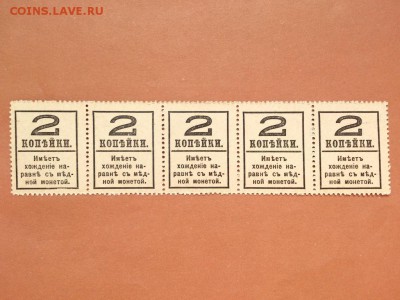 COINS.LAVE.RU
2 2 2 2 2
КОПѢЙКИ. КОПѢЙКИ. КОПѢЙКИ. КОПѢЙКИ. КОПѢЙКИ.
Имѣетъ Имѣетъ Имѣетъ Имѣетъ Имѣетъ
хожденіе на- хожденіе на- хожденіе на- хожденіе на- хожденіе на-
равнѣ съ мѣд- равнѣ съ мѣд- равнѣ съ мѣд- равнѣ съ мѣд- равнѣ съ мѣд-
ной монетой. ной монетой. ной монетой. ной монетой. ной монетой.